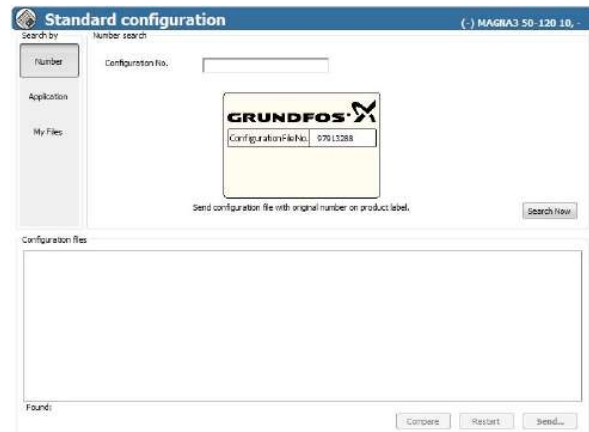 Standard configuration
(-) MAGNA3 50-120 10, -
Search by
Number
Application
My Files
Number search
Configuration No.
GRUNDFOS
ConfigurationFileNo. 97913288
Send configuration file with original number on product label.
Search Now
Configuration files
Found:
Compare
Restart
Send...